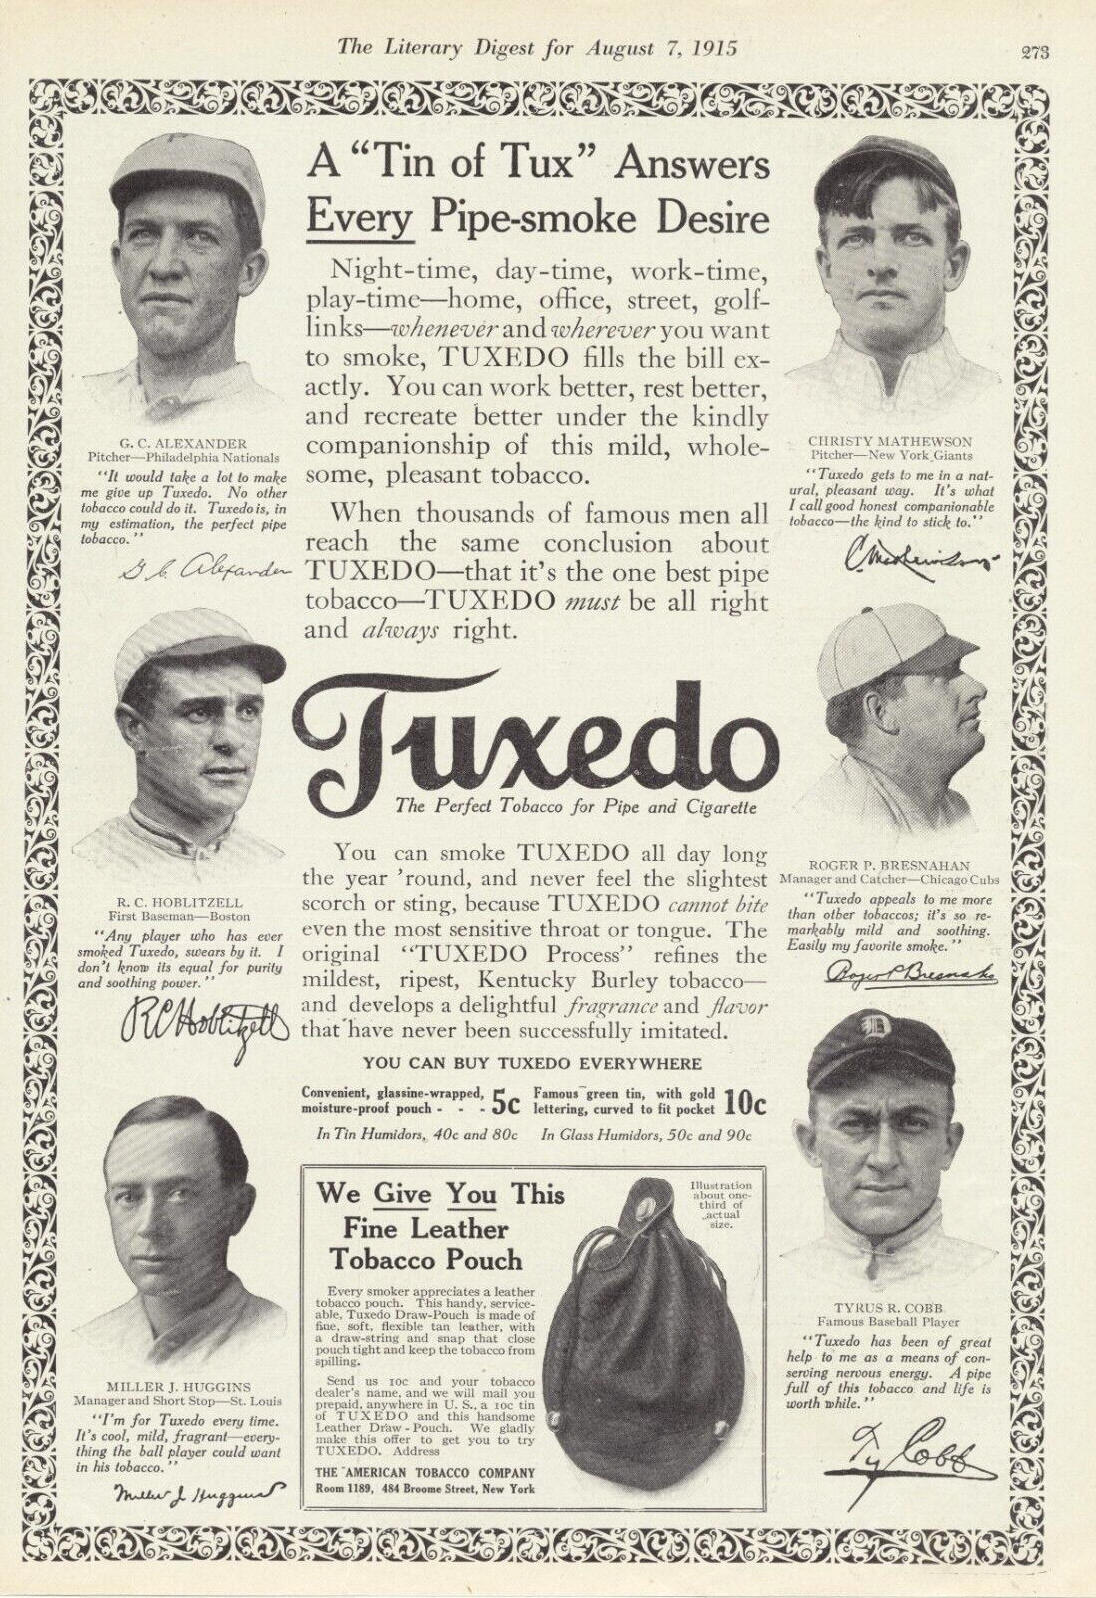 The Literary Digest for August 7, 1915
273
A "Tin of Tux" Answers
Every Pipe-smoke Desire
Night-time, day-time, work-time,
play-time—home, office, street, golf-
links—whenever and wherever you want
to smoke, TUXEDO fills the bill ex-
actly. You can work better, rest better,
and recreate better under the kindly
companionship of this mild, whole-
some, pleasant tobacco.
When thousands of famous men all
reach the same conclusion about
TUXEDO—that it's the one best pipe
tobacco—TUXEDO must be all right
and always right.
G. C. ALEXANDER
Pitcher—Philadelphia Nationals
"It would take a lot to make
me give up Tuxedo. No other
tobacco could do it. Tuxedo is, in
my estimation, the perfect pipe
tobacco."
G. C. Alexander
CHRISTY MATHEWSON
Pitcher—New York Giants
"Tuxedo gets to me in a nat-
ural, pleasant way. It's what
I call good honest companionable
tobacco—the kind to stick to."
C. Mathewson
Tuxedo
The Perfect Tobacco for Pipe and Cigarette
R. C. HOBLITZELL
First Baseman—Boston
"Any player who has ever
smoked Tuxedo, swears by it. I
don't know its equal for purity
and soothing power."
RC Hoblitzell
ROGER P. BRESNAHAN
Manager and Catcher—Chicago Cubs
"Tuxedo appeals to me more
than other tobaccos; it's so re-
markably mild and soothing.
Easily my favorite smoke."
Roger P Bresnahan
You can smoke TUXEDO all day long
the year 'round, and never feel the slightest
scorch or sting, because TUXEDO cannot bite
even the most sensitive throat or tongue. The
original "TUXEDO Process" refines the
mildest, ripest, Kentucky Burley tobacco—
and develops a delightful fragrance and flavor
that have never been successfully imitated.
YOU CAN BUY TUXEDO EVERYWHERE
Convenient, glassine-wrapped,
moisture-proof pouch - - - 5c
Famous green tin, with gold
lettering, curved to fit pocket 10c
In Tin Humidors, 40c and 80c In Glass Humidors, 50c and 90c
D
MILLER J. HUGGINS
Manager and Short Stop—St. Louis
"I'm for Tuxedo every time.
It's cool, mild, fragrant—every-
thing the ball player could want
in his tobacco."
Miller J Huggins
TYRUS R. COBB
Famous Baseball Player
"Tuxedo has been of great
help to me as a means of con-
serving nervous energy. A pipe
full of this tobacco and life is
worth while."
Ty Cobb
We Give You This
Fine Leather
Tobacco Pouch
Illustration
about one-
third of
actual
size.
Every smoker appreciates a leather
tobacco pouch. This handy, service-
able, Tuxedo Draw-Pouch is made of
fine, soft, flexible tan leather, with
a draw-string and snap that close
pouch tight and keep the tobacco from
spilling.
Send us 10c and your tobacco
dealer's name, and we will mail you
prepaid, anywhere in U. S., a 10c tin
of TUXEDO and this handsome
Leather Draw-Pouch. We gladly
make this offer to get you to try
TUXEDO. Address
THE AMERICAN TOBACCO COMPANY
Room 1189, 484 Broome Street, New York